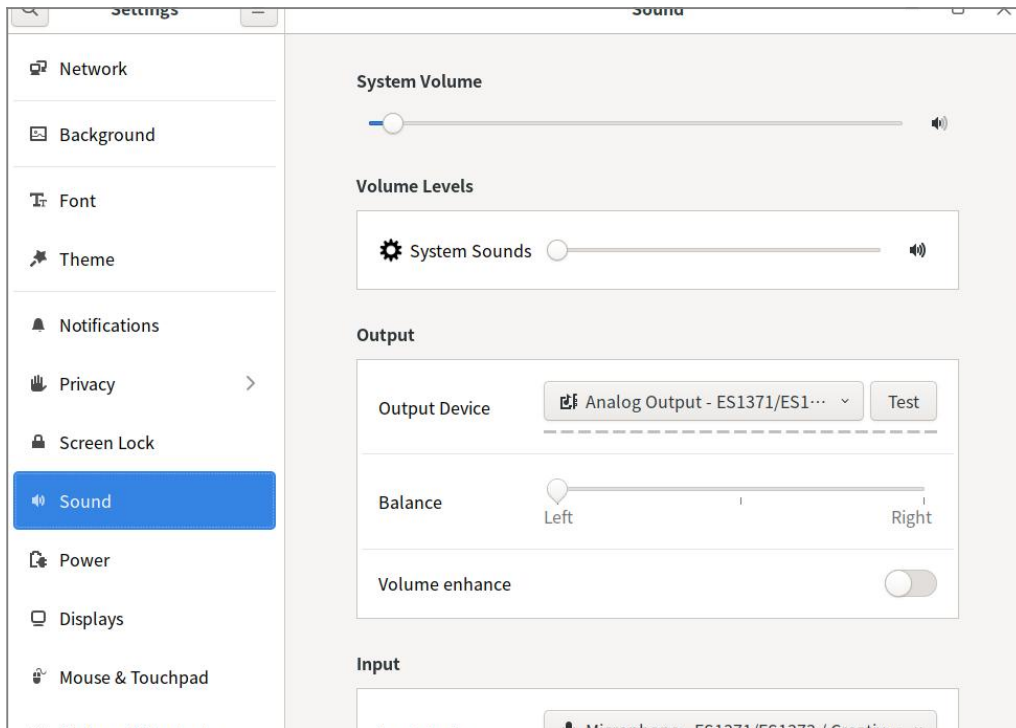 Settings
Sound
Network
Background
Font
Theme
Notifications
Privacy
Screen Lock
Sound
Power
Displays
Mouse & Touchpad
System Volume
Volume Levels
System Sounds
Output
Output Device
Analog Output - ES1371/ES1···
Test
Balance
Left
Right
Volume enhance
Input